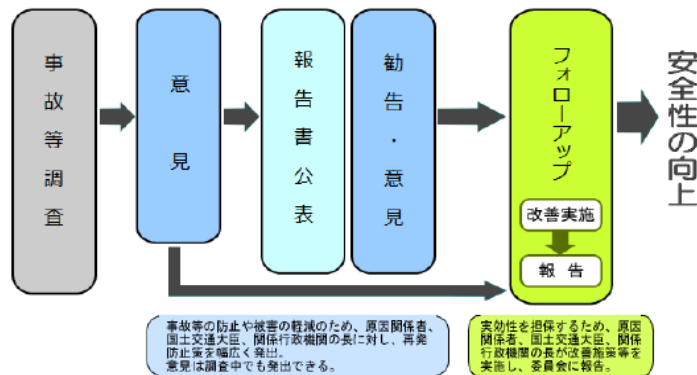 事故等調査
意見
報告書公表
勧告・意見
フォローアップ
改善実施
報告
安全性の向上
事故等の防止や被害の軽減のため、原因関係者、
国土交通大臣、関係行政機関の長に対し、再発
防止策を幅広く発出。
意見は調査中でも発出できる。
実効性を担保するため、原因
関係者、国土交通大臣、関係
行政機関の長が改善施策等を
実施し、委員会に報告。